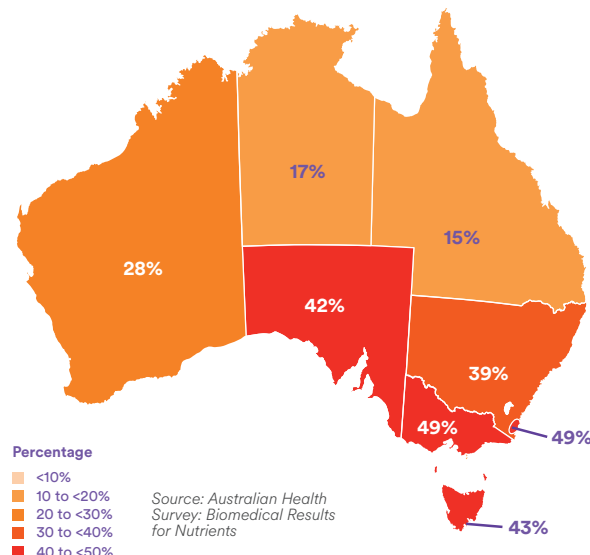 17%
15%
28%
42%
39%
49%
49%
43%
Percentage
<10%
10 to <20%
20 to <30%
30 to <40%
40 to <50%
Source: Australian Health
Survey: Biomedical Results
for Nutrients